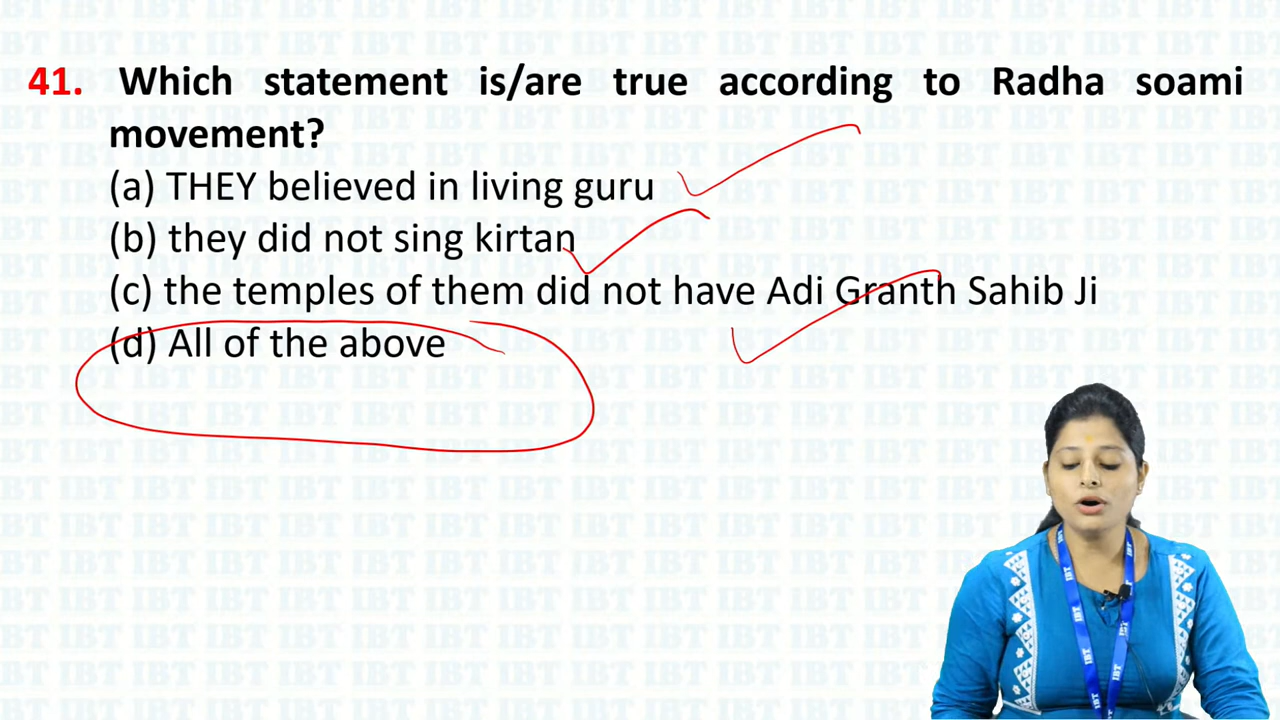 41. Which statement is/are true according to Radha soami
movement?
(a) THEY believed in living guru
(b) they did not sing kirtan
(c) the temples of them did not have Adi Granth Sahib Ji
(d) All of the above